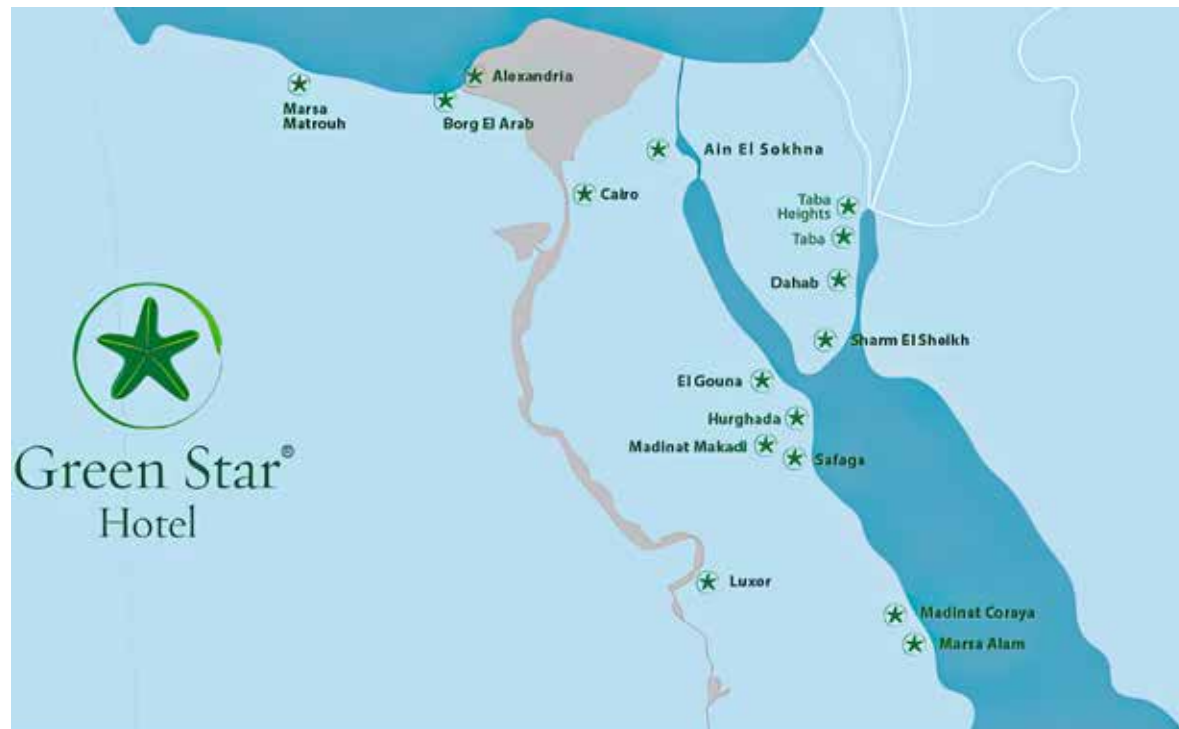 Alexandria
Marsa
Matrouh
Borg El Arab
Ain El Sokhna
Cairo
Taba
Heights
Taba
Dahab
Sharm El Sheikh
El Gouna
Hurghada
Madinat Makadi
Safaga
Green Star®
Hotel
Luxor
Madinat Coraya
Marsa Alam